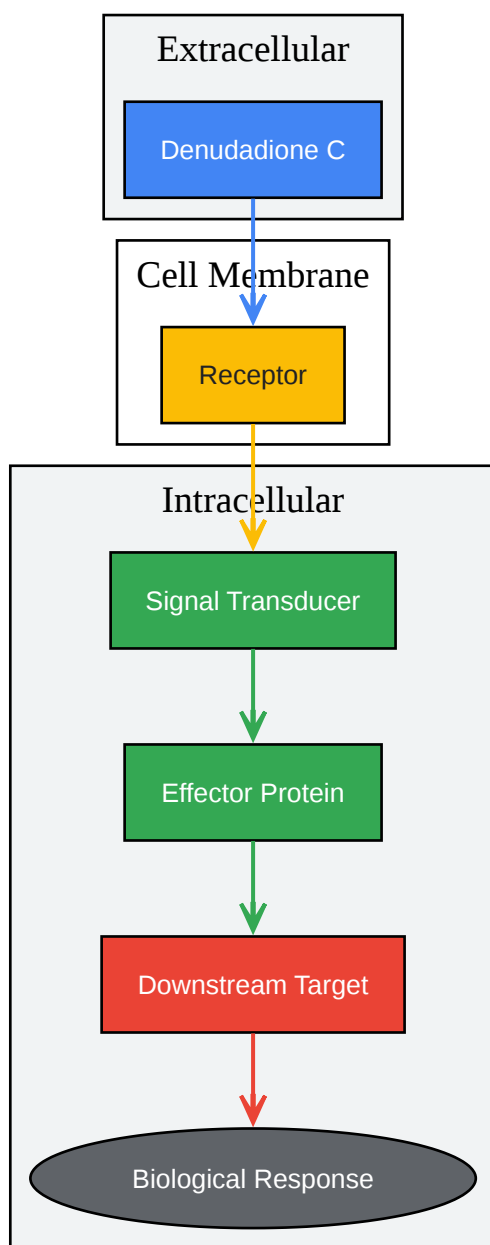 Extracellular
Denudadione C
Cell Membrane
Receptor
Intracellular
Signal Transducer
Effector Protein
Downstream Target
Biological Response